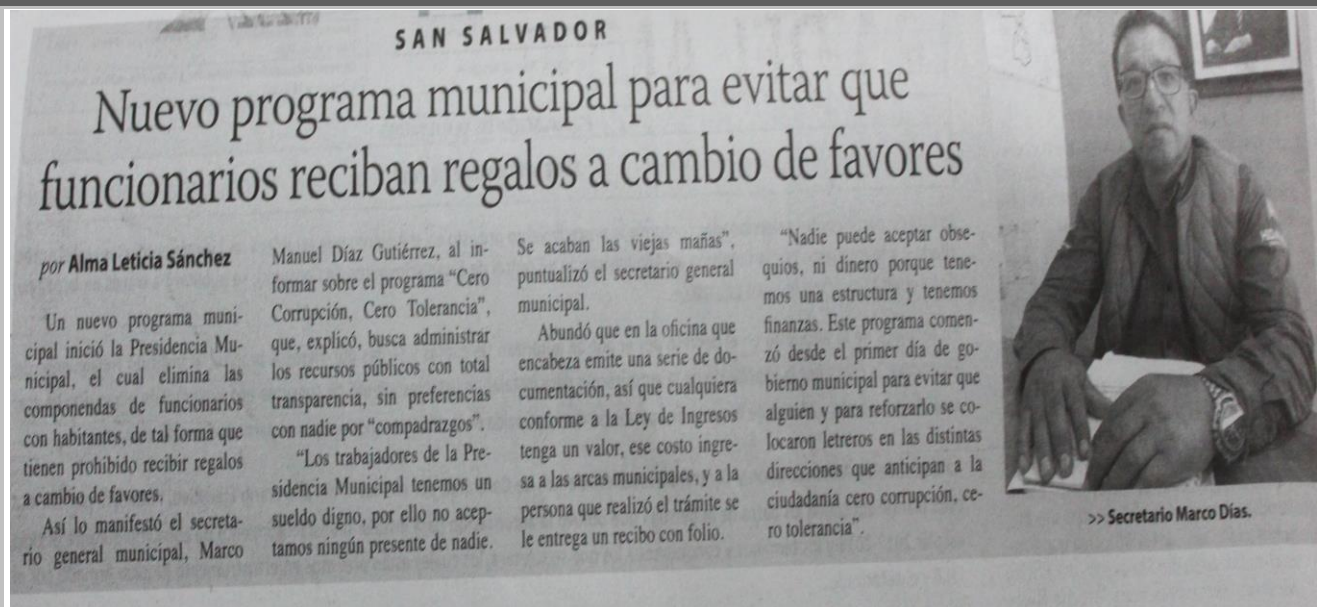 SAN SALVADOR
Nuevo programa municipal para evitar que
funcionarios reciban regalos a cambio de favores
por Alma Leticia Sánchez
Un nuevo programa muni-
cipal inició la Presidencia Mu-
nicipal, el cual elimina las
componendas de funcionarios
con habitantes, de tal forma que
tienen prohibido recibir regalos
a cambio de favores.
Así lo manifestó el secreta-
rio general municipal, Marco
Manuel Díaz Gutiérrez, al in-
formar sobre el programa “Cero
Corrupción, Cero Tolerancia”,
que, explicó, busca administrar
los recursos públicos con total
transparencia, sin preferencias
con nadie por “compadrazgos”.
“Los trabajadores de la Pre-
sidencia Municipal tenemos un
sueldo digno, por ello no acep-
tamos ningún presente de nadie.
Se acaban las viejas mañas”,
puntualizó el secretario general
municipal.
Abundó que en la oficina que
encabeza emite una serie de do-
cumentación, así que cualquiera
conforme a la Ley de Ingresos
tenga un valor, ese costo ingre-
sa a las arcas municipales, y a la
persona que realizó el trámite se
le entrega un recibo con folio.
“Nadie puede aceptar obse-
quios, ni dinero porque tene-
mos una estructura y tenemos
finanzas. Este programa comen-
zó desde el primer día de go-
bierno municipal para evitar que
alguien y para reforzarlo se co-
locaron letreros en las distintas
direcciones que anticipan a la
ciudadanía cero corrupción, ce-
ro tolerancia”.
>> Secretario Marco Días.